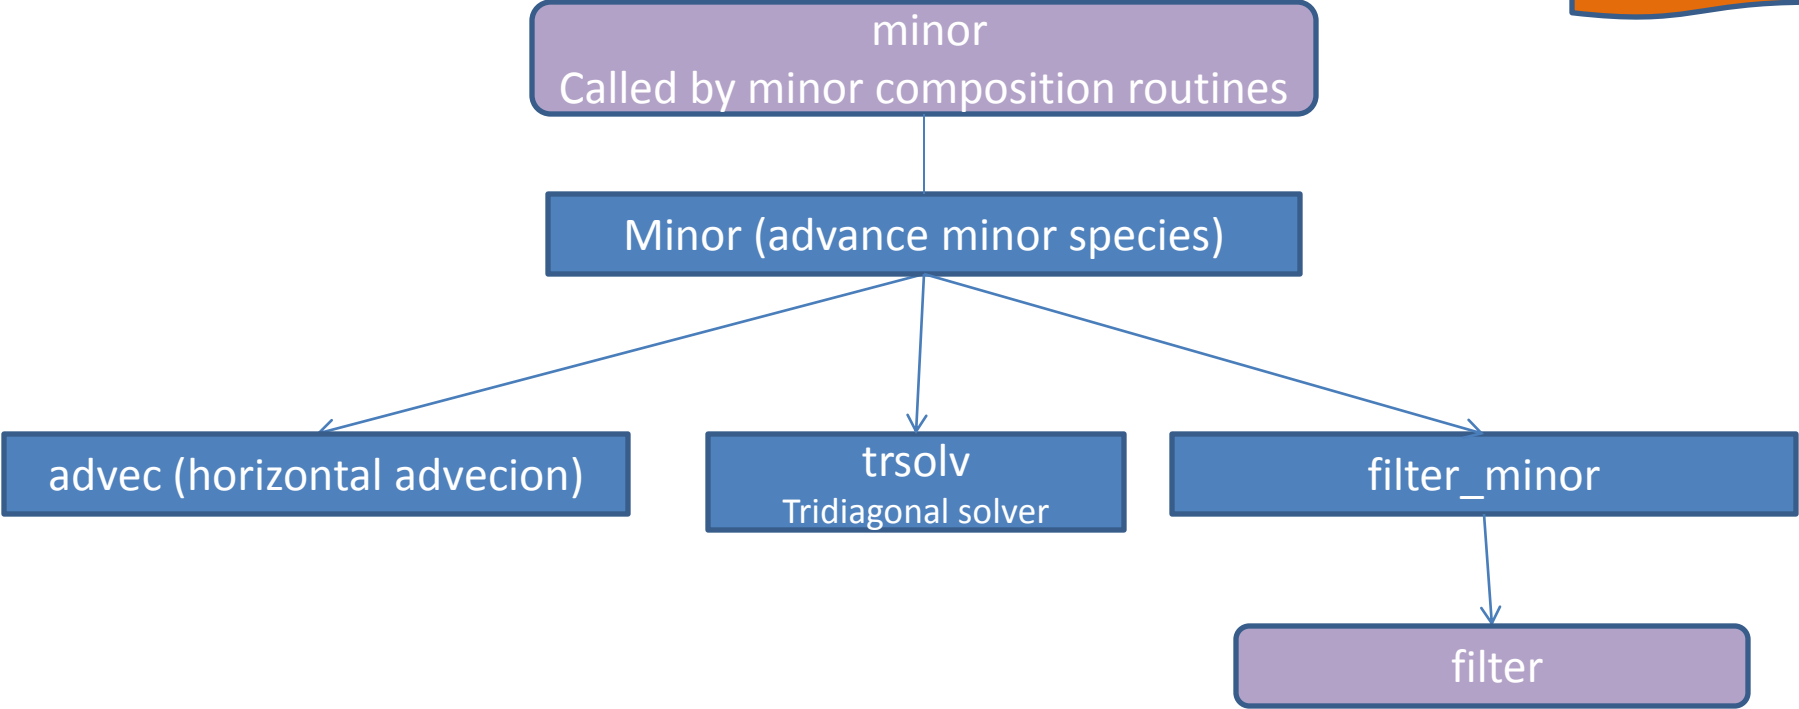 minor
Called by minor composition routines
Minor (advance minor species)
advec (horizontal advecion)
trsolv
Tridiagonal solver
filter_minor
filter